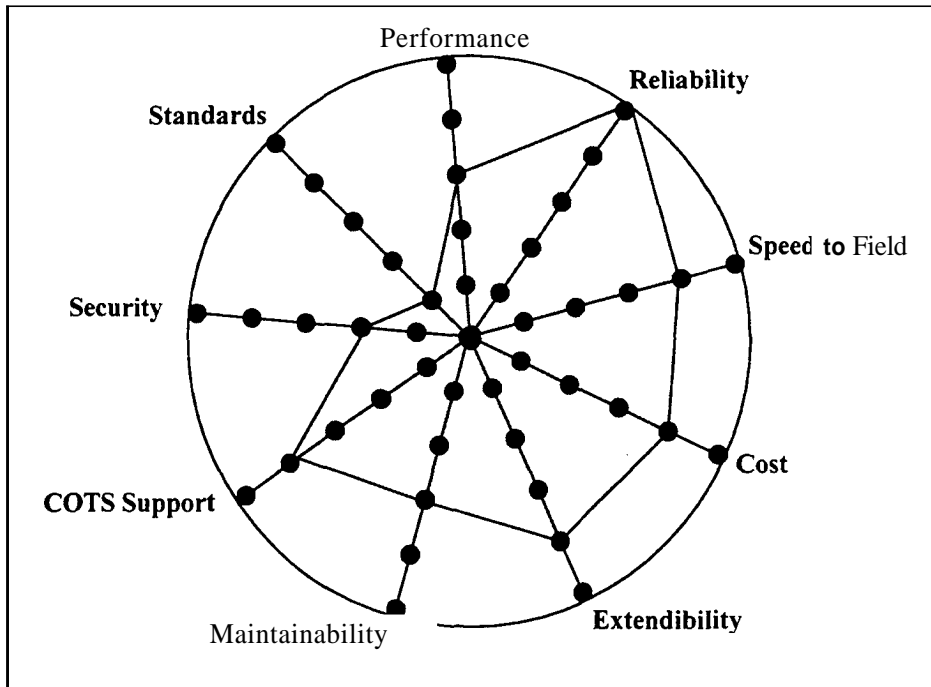 Performance
Reliability
Standards
Speed to Field
Security
Cost
COTS Support
Extendibility
Maintainability